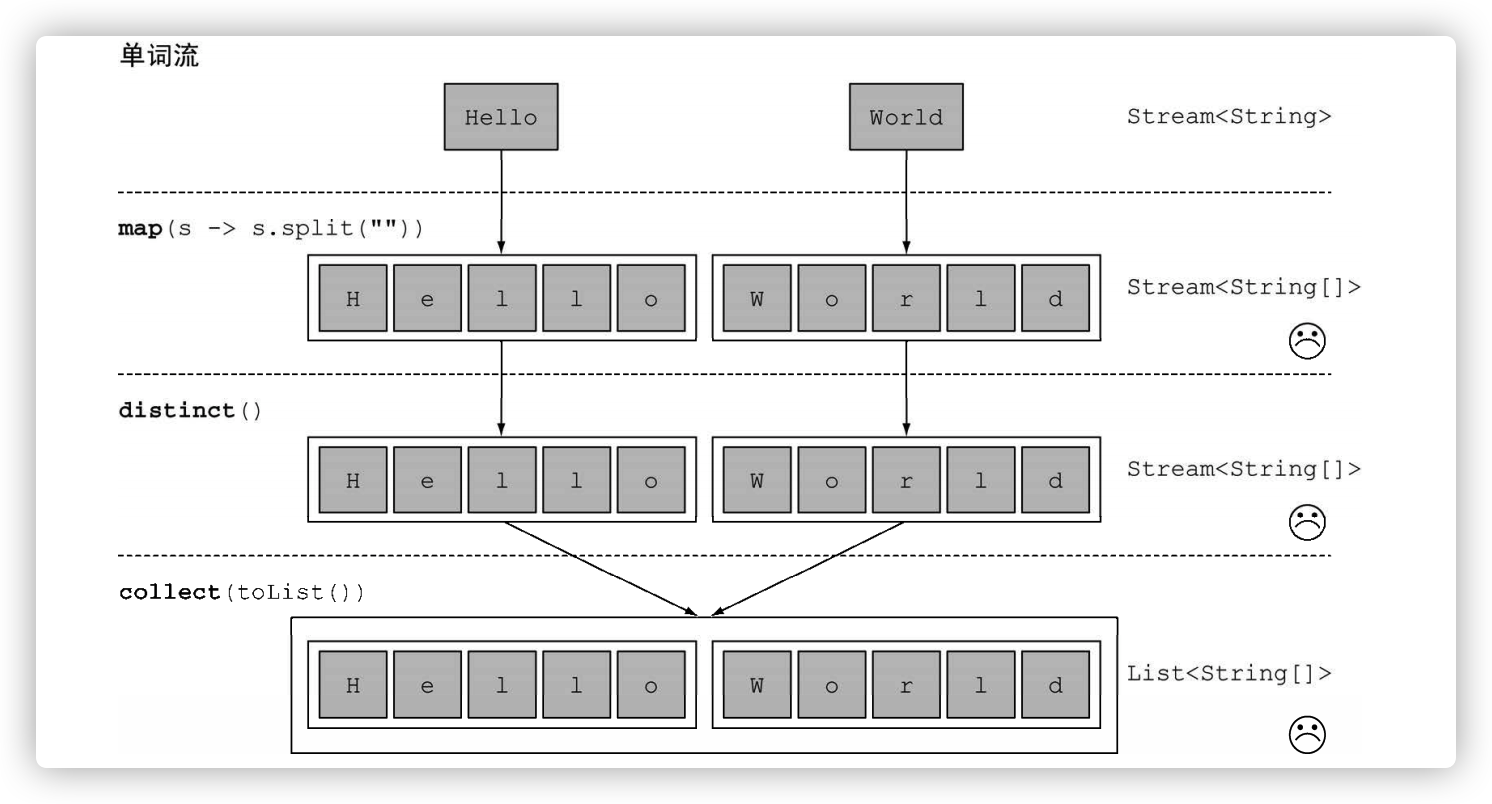 单词流
Hello World Stream<String>
map(s -> s.split(""))
H e l l o W o r l d Stream<String[]>
distinct()
H e l l o W o r l d Stream<String[]>
collect(toList())
H e l l o W o r l d List<String[]>